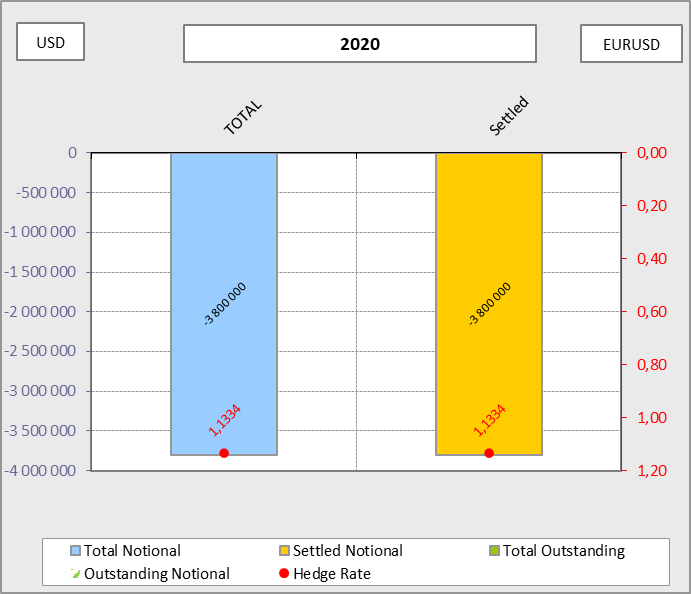 USD
2020
EURUSD
TOTAL
Settled
0
-500 000
-1 000 000
-1 500 000
-2 000 000
-2 500 000
-3 000 000
-3 500 000
-4 000 000
-3 800 000
-3 800 000
1,1334
1,1334
0,00
0,20
0,40
0,60
0,80
1,00
1,20
Total Notional
Settled Notional
Total Outstanding
Outstanding Notional
Hedge Rate